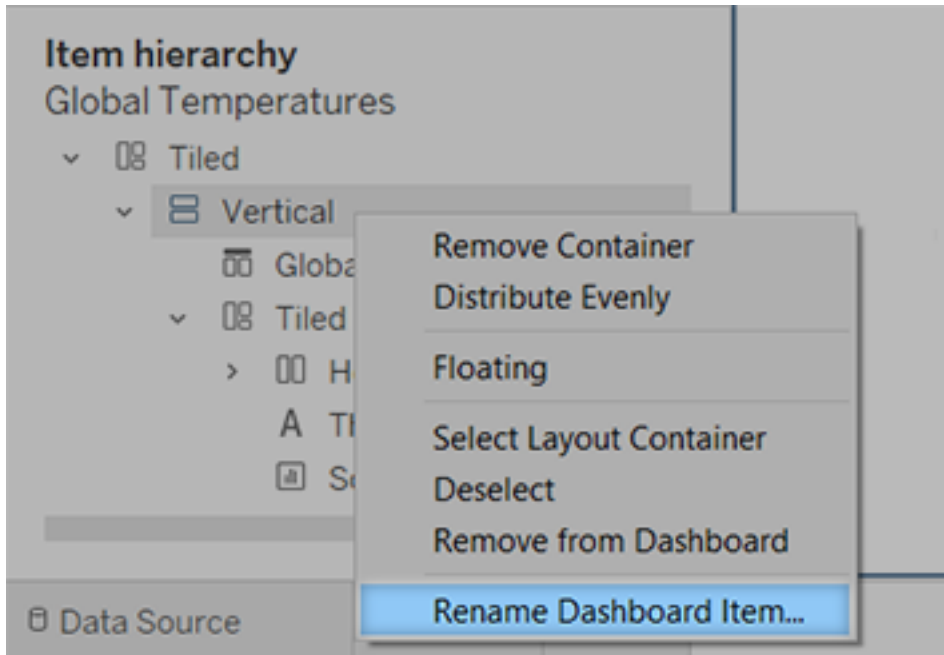 Item hierarchy
Global Temperatures
Tiled
Vertical
Tiled
A
Remove Container
Distribute Evenly
Floating
Select Layout Container
Deselect
Remove from Dashboard
Rename Dashboard Item...
Data Source